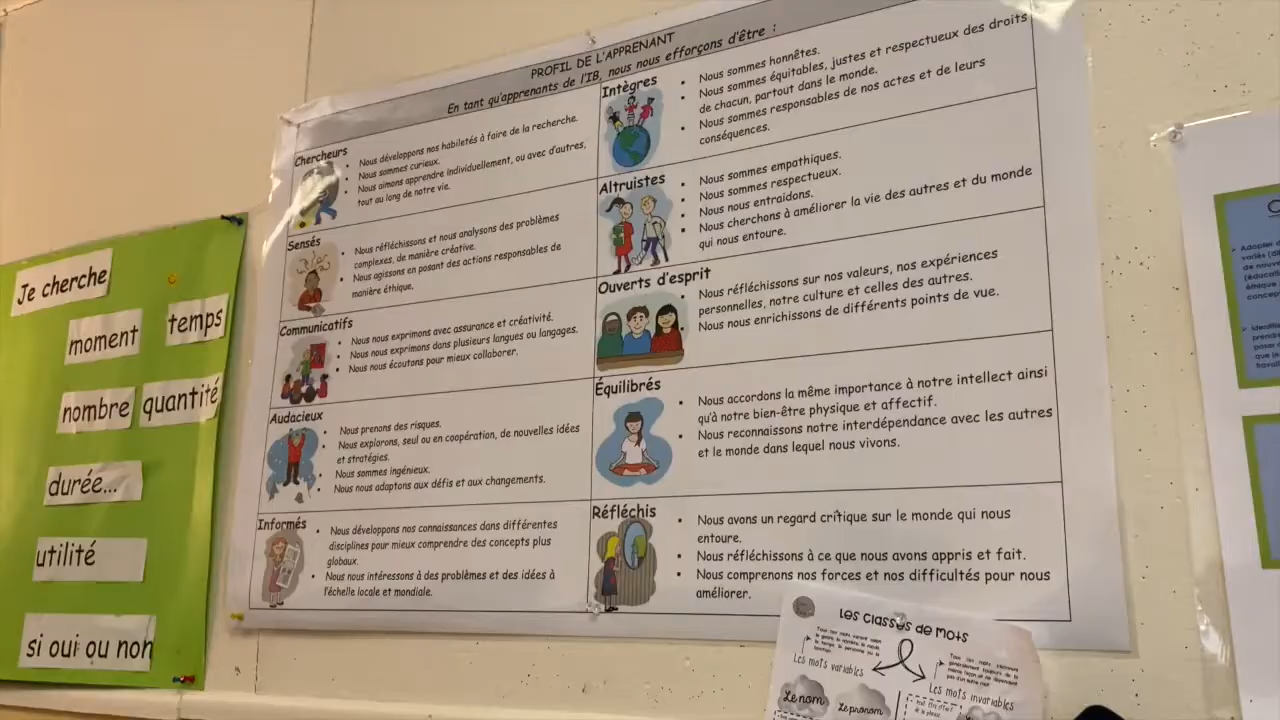 PROFIL DE L'APPRENANT
En tant qu'apprenants de l'IB, nous nous efforçons d'être :
Chercheurs
Nous développons nos habiletés à faire de la recherche.
Nous sommes curieux.
Nous aimons apprendre individuellement, ou avec d'autres,
tout au long de notre vie.
Sensés
Nous réfléchissons et nous analysons des problèmes
complexes, de manière créative.
Nous agissons en posant des actions responsables de
manière éthique.
Communicatifs
Nous nous exprimons avec assurance et créativité.
Nous nous exprimons dans plusieurs langues ou langages.
Nous nous écoutons pour mieux collaborer.
Audacieux
Nous prenons des risques.
Nous explorons, seul ou en coopération, de nouvelles idées
et stratégies.
Nous sommes ingénieux.
Nous nous adaptons aux défis et aux changements.
Informés
Nous développons nos connaissances dans différentes
disciplines pour mieux comprendre des concepts plus
globaux.
Nous nous intéressons à des problèmes et des idées à
l'échelle locale et mondiale.
Intègres
Nous sommes honnêtes.
Nous sommes équitables, justes et respectueux des droits
de chacun, partout dans le monde.
Nous sommes responsables de nos actes et de leurs
conséquences.
Altruistes
Nous sommes empathiques.
Nous sommes respectueux.
Nous nous entraidons.
Nous cherchons à améliorer la vie des autres et du monde
qui nous entoure.
Ouverts d'esprit
Nous réfléchissons sur nos valeurs, nos expériences
personnelles, notre culture et celles des autres.
Nous nous enrichissons de différents points de vue.
Équilibrés
Nous accordons la même importance à notre intellect ainsi
qu'à notre bien-être physique et affectif.
Nous reconnaissons notre interdépendance avec les autres
et le monde dans lequel nous vivons.
Réfléchis
Nous avons un regard critique sur le monde qui nous
entoure.
Nous réfléchissons à ce que nous avons appris et fait.
Nous comprenons nos forces et nos difficultés pour nous
améliorer.
Je cherche
moment
temps
nombre
quantité
durée...
utilité
si oui ou non
Les classes de mots
Les mots variables
Les mots invariables
Le nom
Le pronom